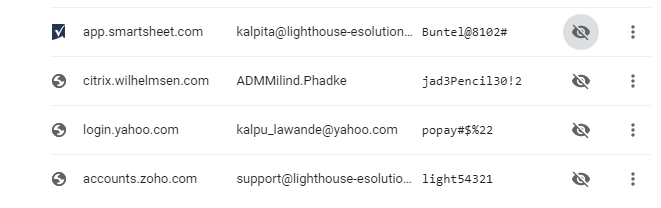 app.smartsheet.com kalpita@lighthouse-esolution... Buntel@8102#
citrix.wilhelmsen.com ADMMilind.Phadke jad3Pencil30!2
login.yahoo.com kalpu_lawande@yahoo.com popay#$%22
accounts.zoho.com support@lighthouse-esolutio... light54321